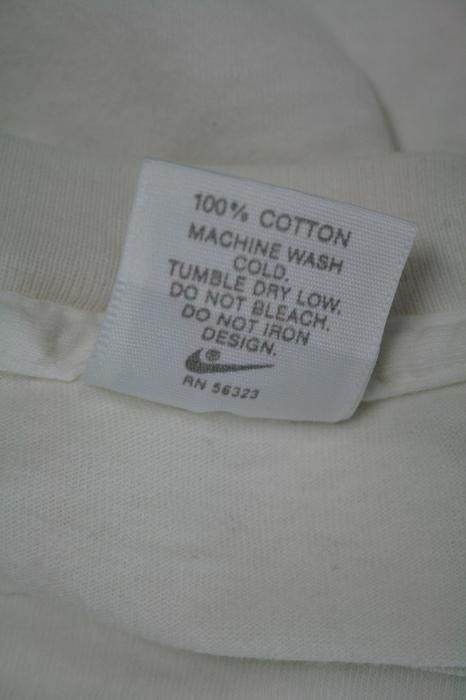 100% COTTON
MACHINE WASH
COLD.
TUMBLE DRY LOW.
DO NOT BLEACH.
DO NOT IRON
DESIGN.
®
RN 56323